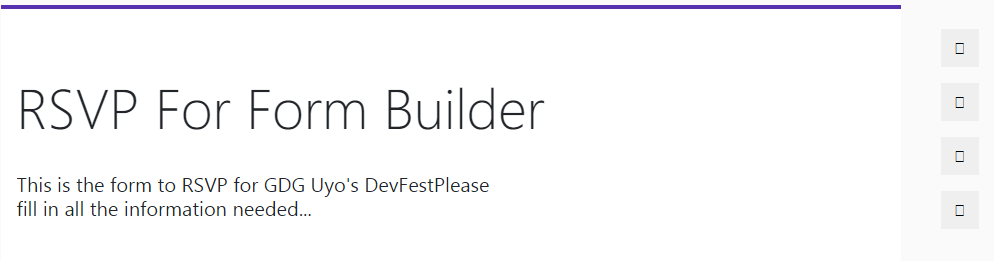 RSVP For Form Builder
This is the form to RSVP for GDG Uyo's DevFestPlease
fill in all the information needed...